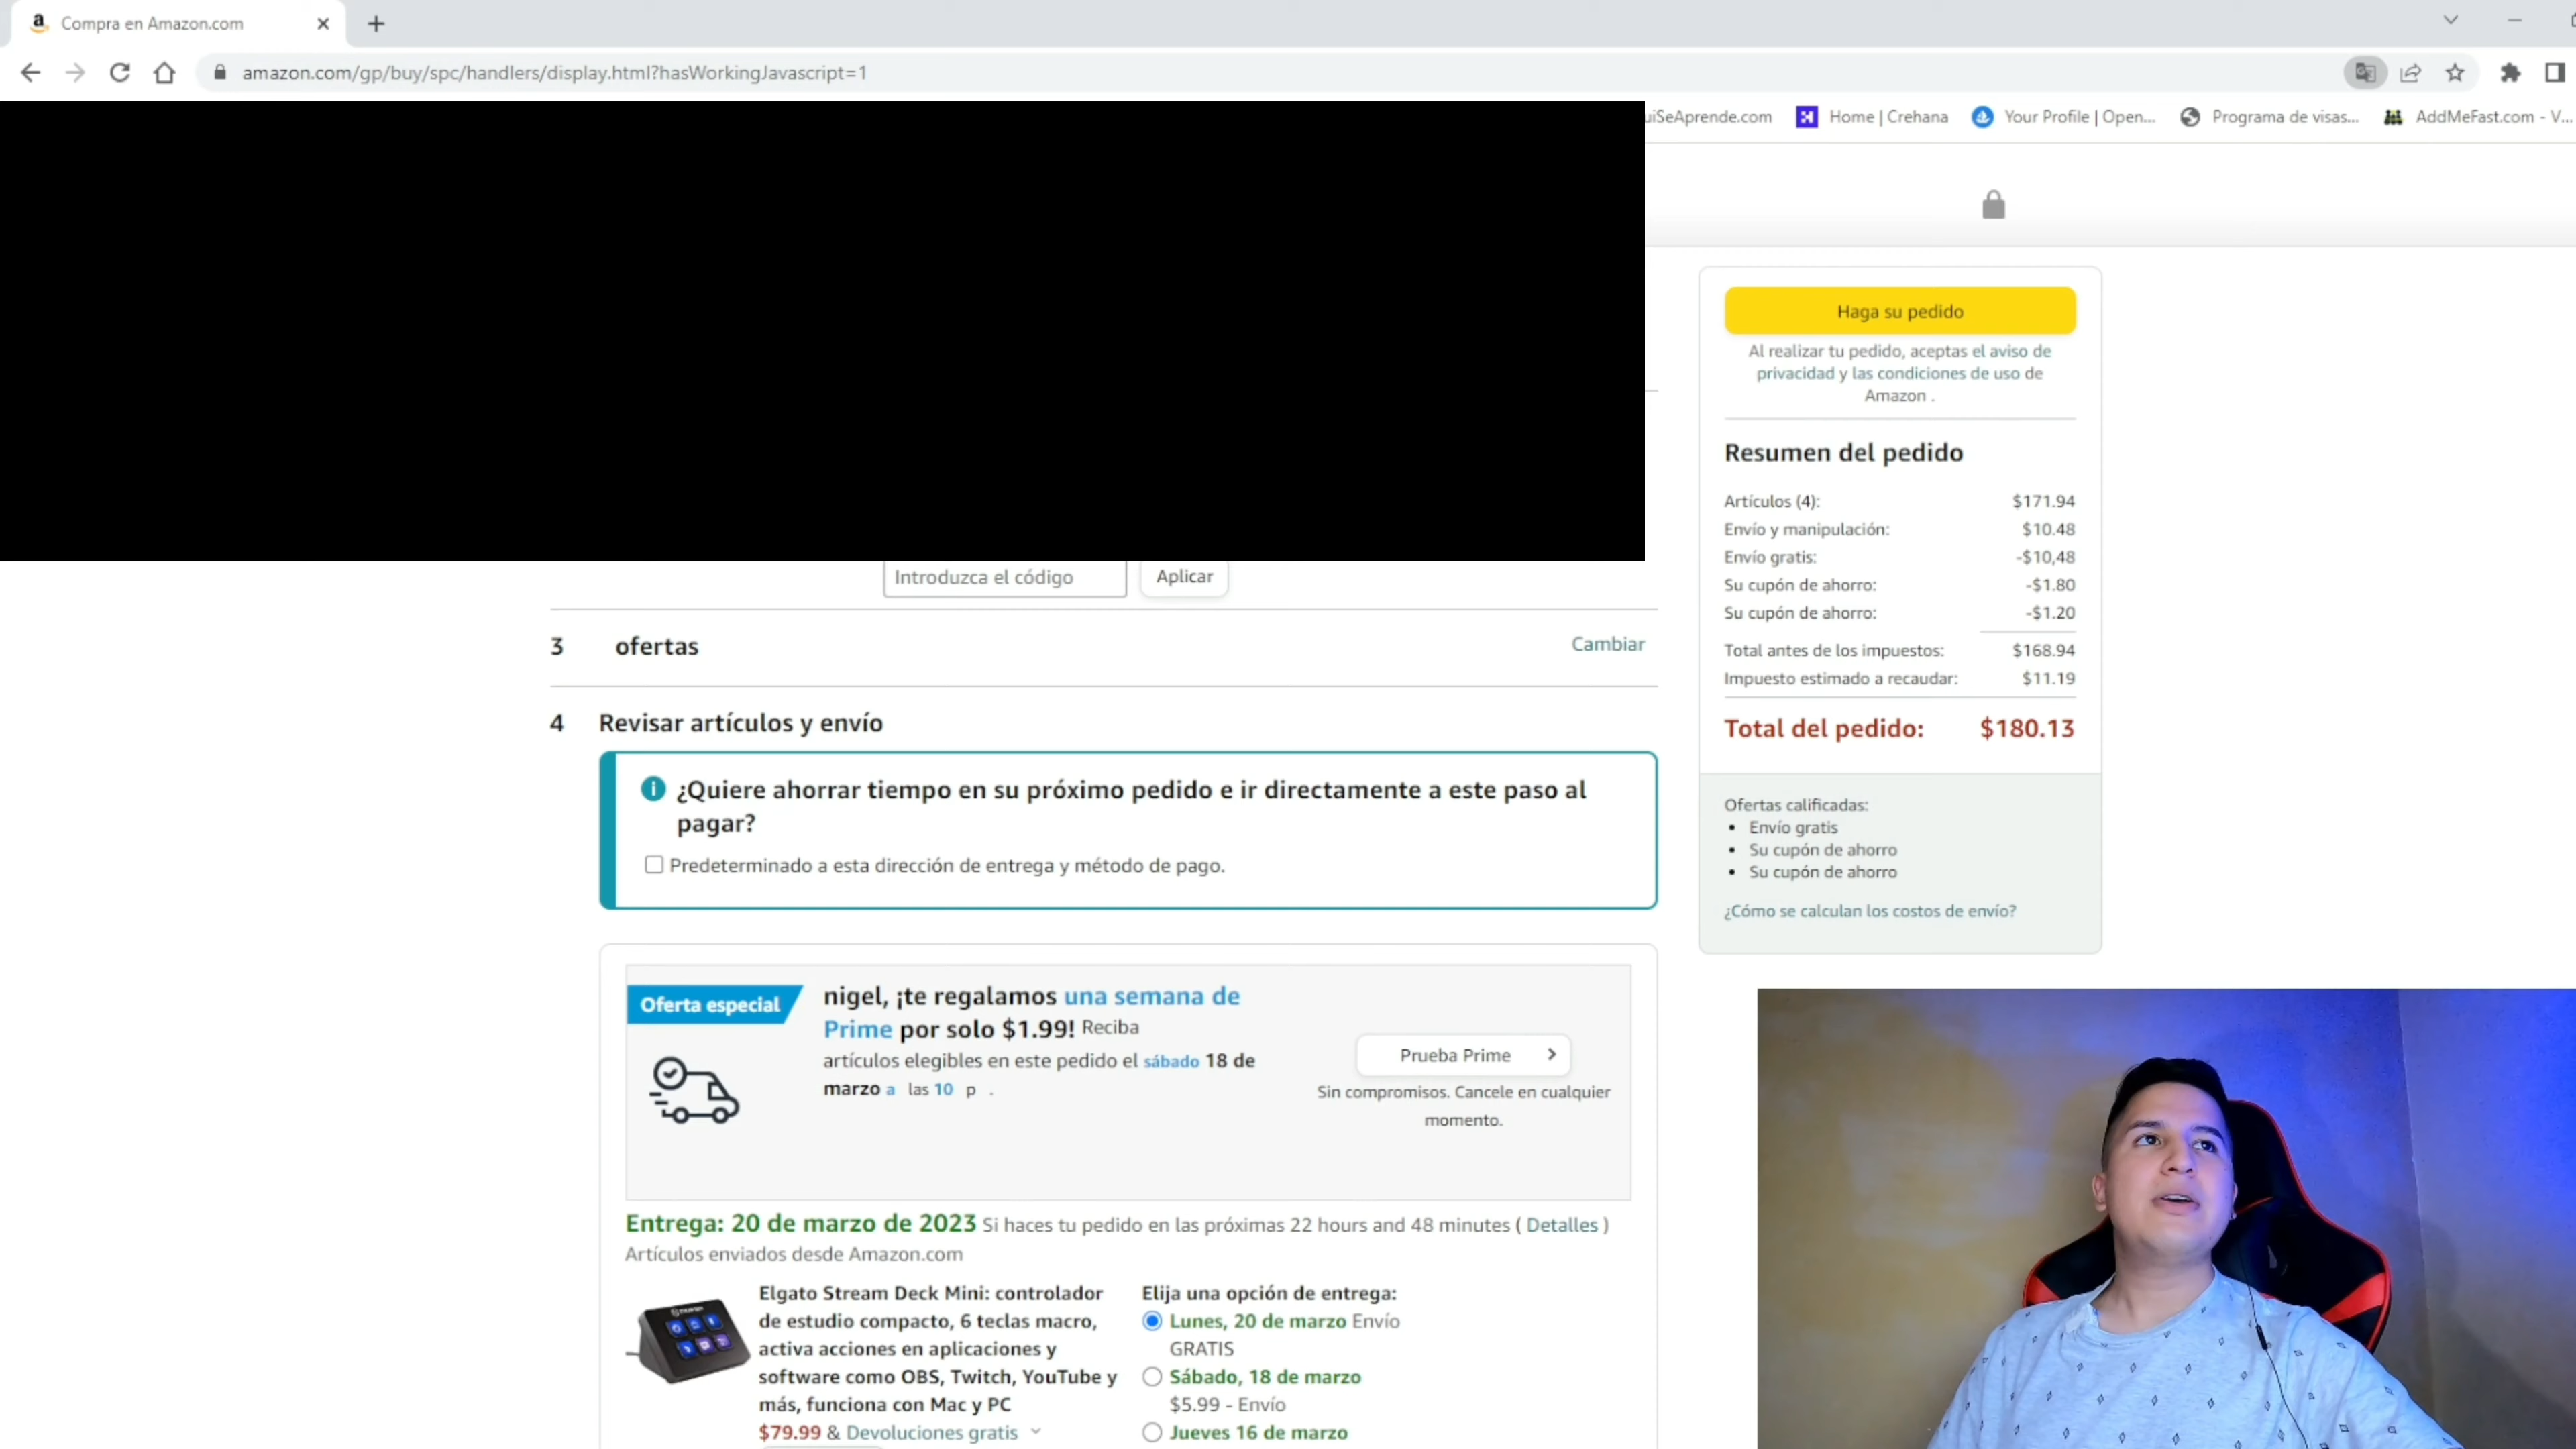 Compra en Amazon.com
amazon.com/gp/buy/spc/handlers/display.html?hasWorkingJavascript=1
uiSeAprende.com
Home | Crehana
Your Profile | Open...
Programa de visas...
AddMeFast.com - V...
Haga su pedido
Al realizar tu pedido, aceptas el aviso de
privacidad y las condiciones de uso de
Amazon .
Resumen del pedido
Artículos (4): $171.94
Envío y manipulación: $10.48
Envío gratis: -$10,48
Su cupón de ahorro: -$1.80
Su cupón de ahorro: -$1.20
Total antes de los impuestos: $168.94
Impuesto estimado a recaudar: $11.19
Total del pedido: $180.13
Ofertas calificadas:
• Envío gratis
• Su cupón de ahorro
• Su cupón de ahorro
¿Cómo se calculan los costos de envío?
Introduzca el código
Aplicar
3 ofertas
Cambiar
4 Revisar artículos y envío
¿Quiere ahorrar tiempo en su próximo pedido e ir directamente a este paso al
pagar?
Predeterminado a esta dirección de entrega y método de pago.
Oferta especial
nigel, ¡te regalamos una semana de
Prime por solo $1.99! Reciba
artículos elegibles en este pedido el sábado 18 de
marzo a las 10 p .
Prueba Prime
Sin compromisos. Cancele en cualquier
momento.
Entrega: 20 de marzo de 2023 Si haces tu pedido en las próximas 22 hours and 48 minutes ( Detalles )
Artículos enviados desde Amazon.com
Elgato Stream Deck Mini: controlador
de estudio compacto, 6 teclas macro,
activa acciones en aplicaciones y
software como OBS, Twitch, YouTube y
más, funciona con Mac y PC
$79.99 & Devoluciones gratis
Elija una opción de entrega:
Lunes, 20 de marzo Envío
GRATIS
Sábado, 18 de marzo
$5.99 - Envío
Jueves 16 de marzo